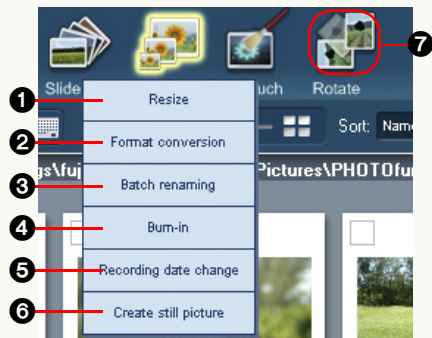 7
Slide
uch
Rotate
1
Resize
2
Format conversion
Sort: Nam
3
Batch renaming
gs\fuj
Pictures\PHOTOfun
4
Burn-in
5
Recording date change
6
Create still picture